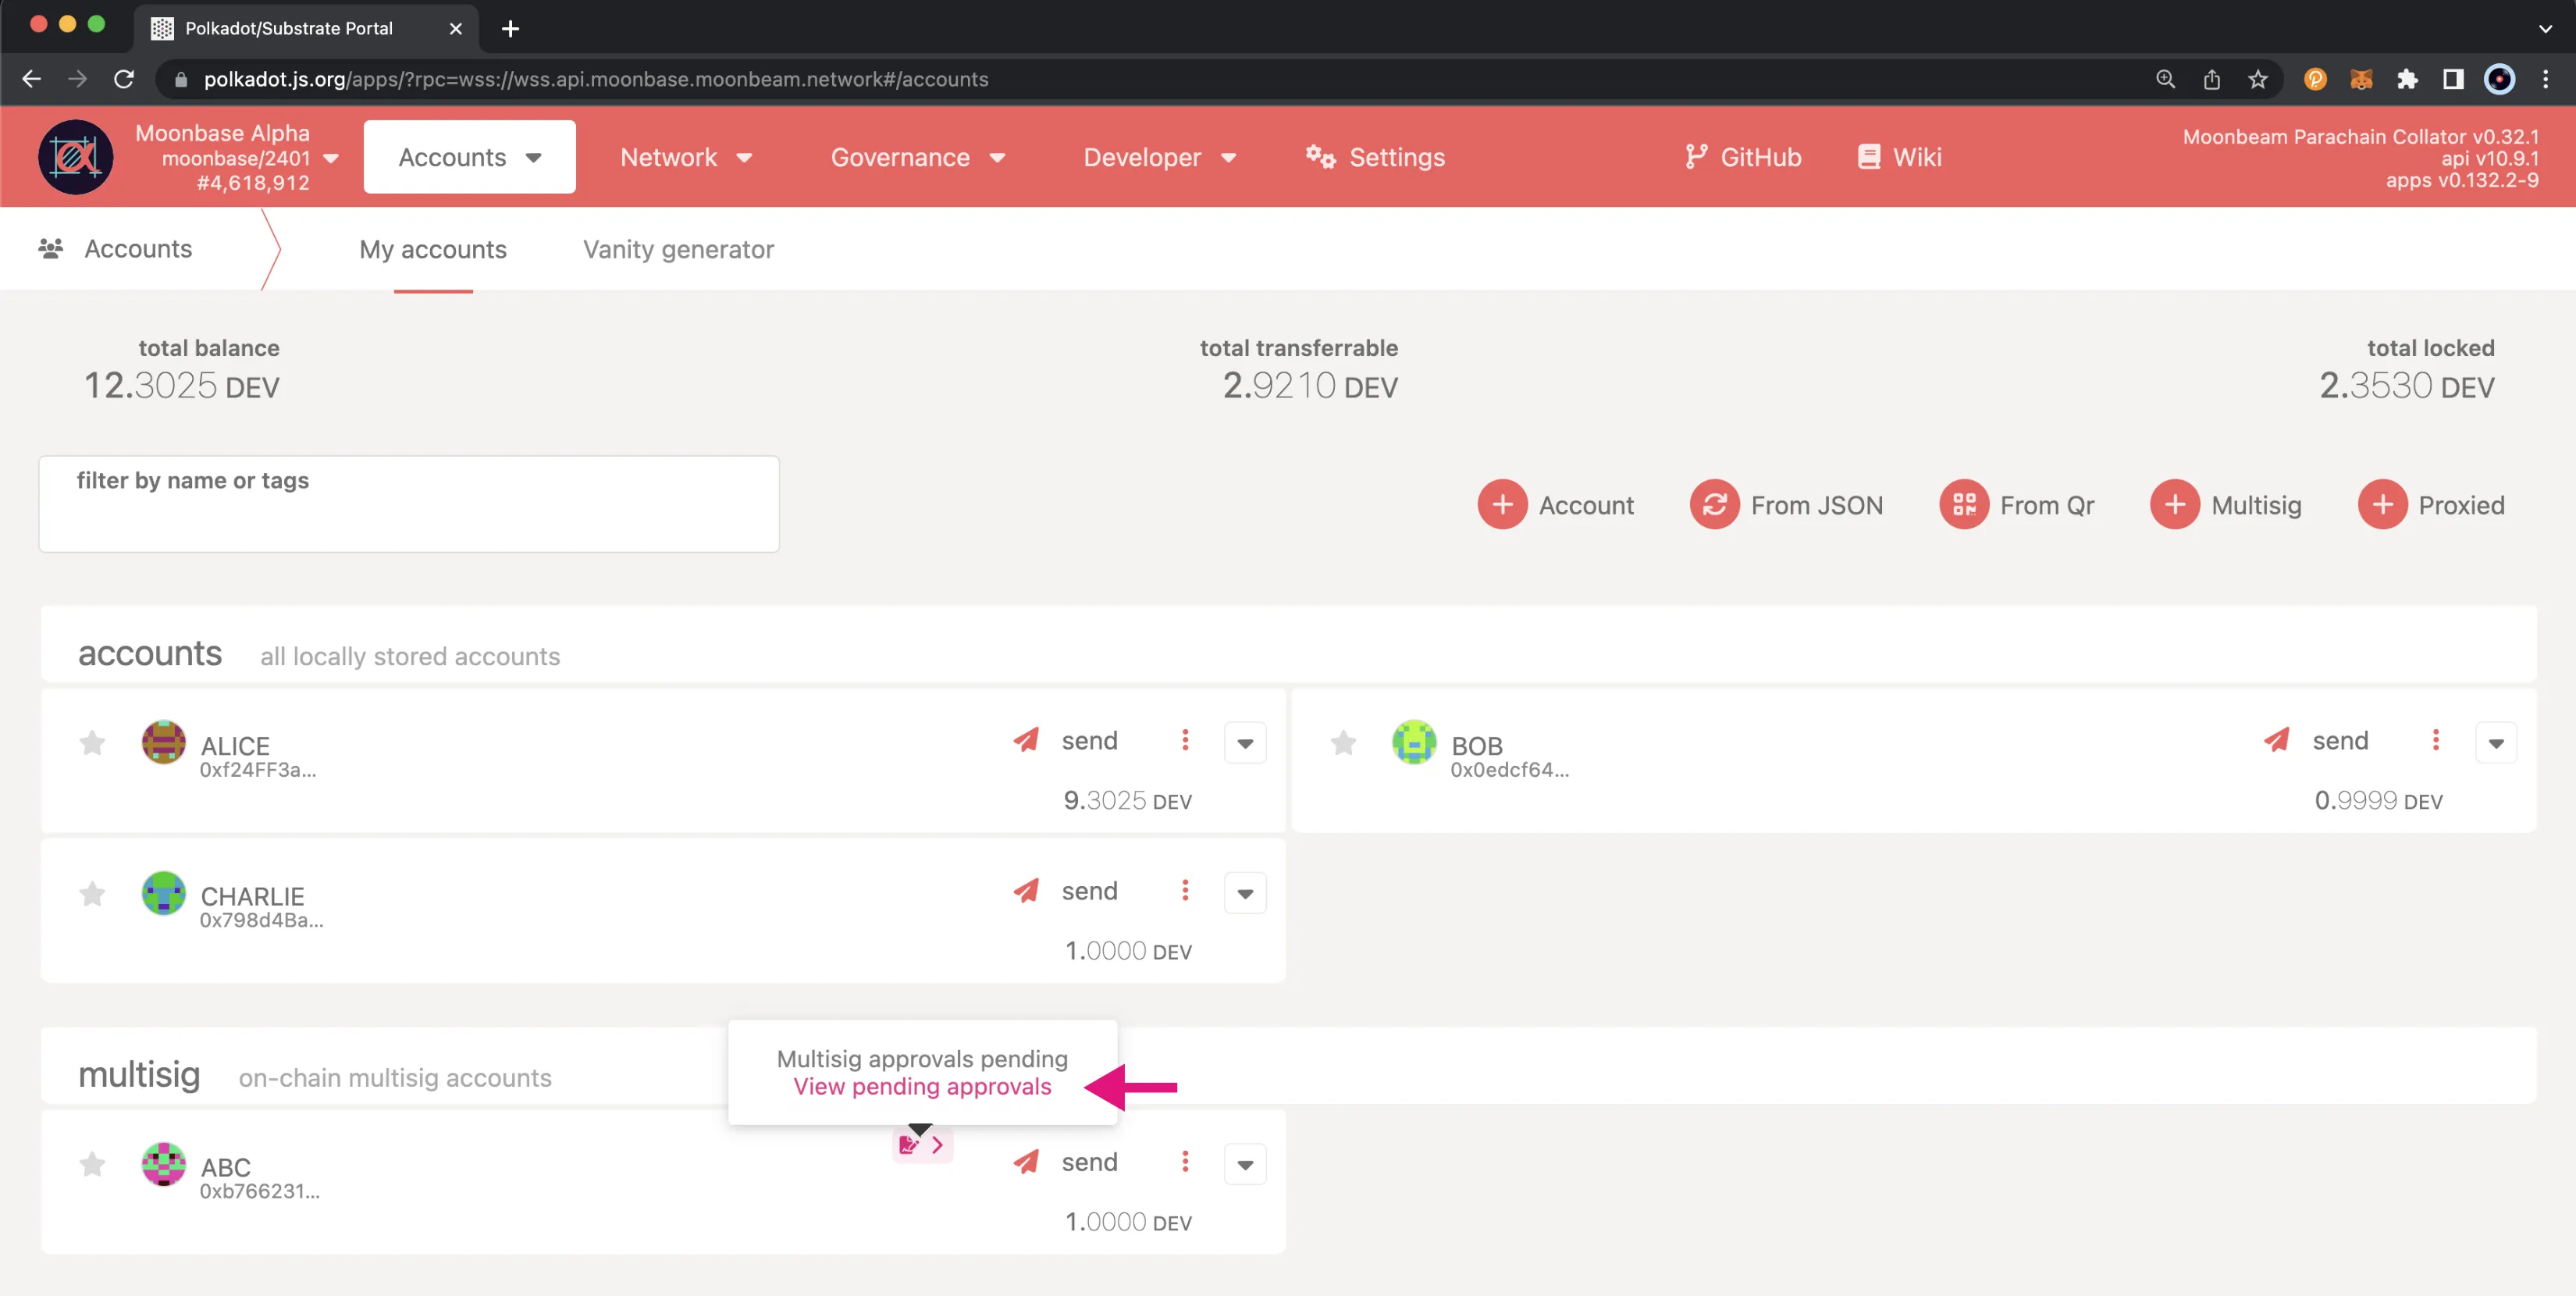 Polkadot/Substrate Portal
polkadot.js.org/apps/?rpc=wss://wss.api.moonbase.moonbeam.network#/accounts
Moonbase Alpha
moonbase/2401
#4,618,912
Accounts
Network
Governance
Developer
Settings
GitHub
Wiki
Moonbeam Parachain Collator v0.32.1
api v10.9.1
apps v0.132.2-9
Accounts
My accounts
Vanity generator
total balance
12.3025 DEV
total transferrable
2.9210 DEV
total locked
2.3530 DEV
filter by name or tags
Account
From JSON
From Qr
Multisig
Proxied
accounts all locally stored accounts
ALICE
0xf24FF3a...
send
9.3025 DEV
BOB
0x0edcf64...
send
0.9999 DEV
CHARLIE
0x798d4Ba...
send
1.0000 DEV
multisig on-chain multisig accounts
Multisig approvals pending
View pending approvals
ABC
0xb766231...
send
1.0000 DEV